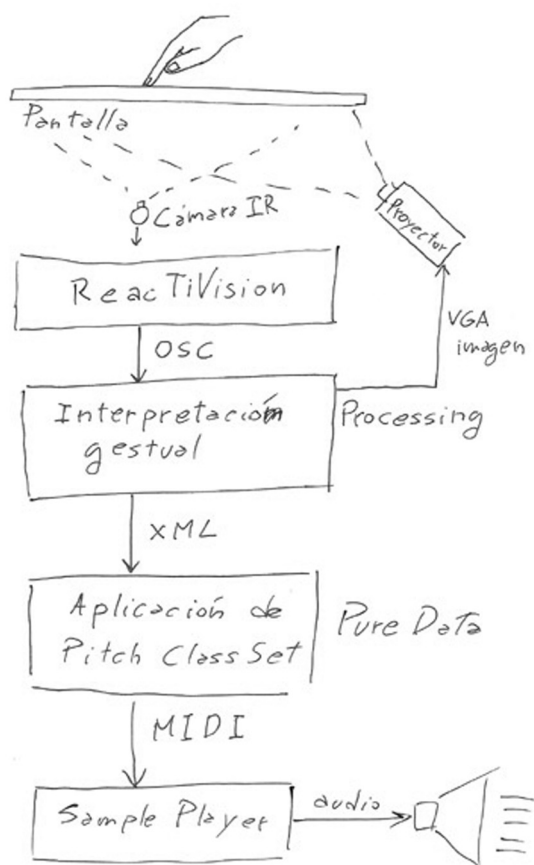 Pantalla
Cámara IR
Proyector
ReacTiVision
VGA
imagen
OSC
Interpretación
gestual
Processing
XML
Aplicación de
Pitch Class Set
Pure Data
MIDI
Sample Player
audio